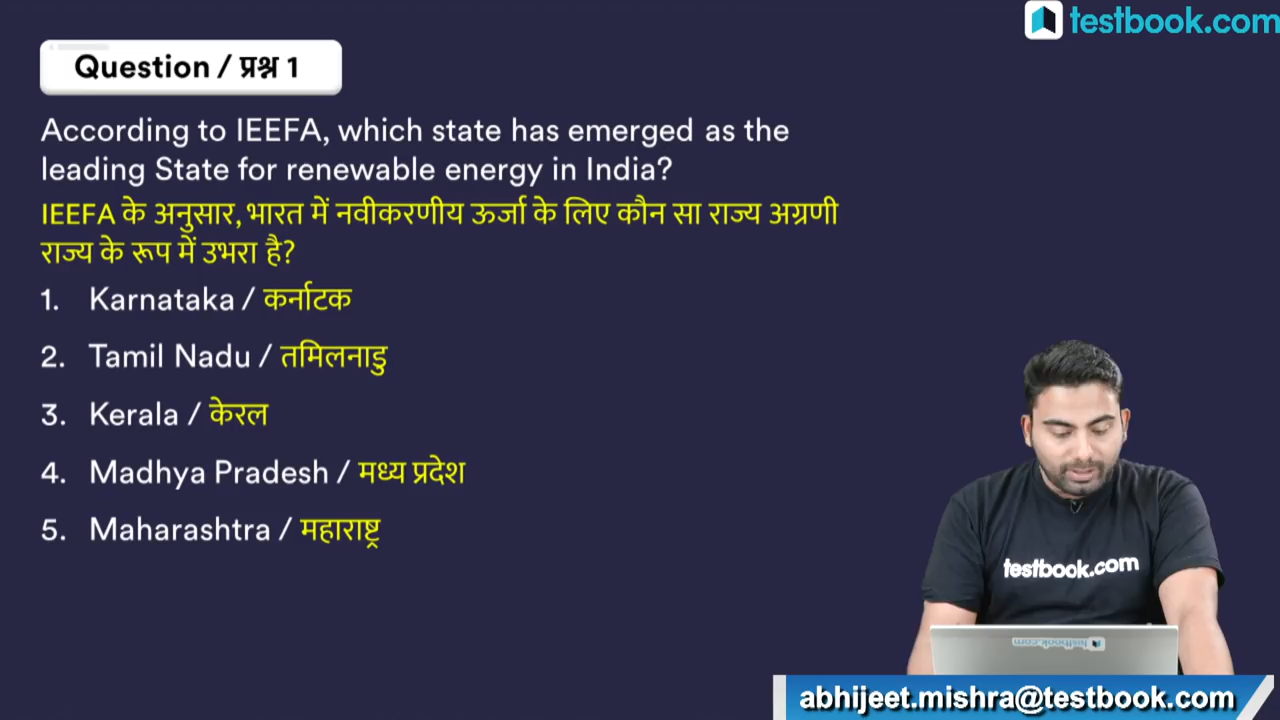 testbook.com
Question / प्रश्न 1
According to IEEFA, which state has emerged as the
leading State for renewable energy in India?
IEEFA के अनुसार, भारत में नवीकरणीय ऊर्जा के लिए कौन सा राज्य अग्रणी
राज्य के रूप में उभरा है?
1. Karnataka / कर्नाटक
2. Tamil Nadu / तमिलनाडु
3. Kerala / केरल
4. Madhya Pradesh / मध्य प्रदेश
5. Maharashtra / महाराष्ट्र
testbook.com
testbook.com
abhijeet.mishra@testbook.com